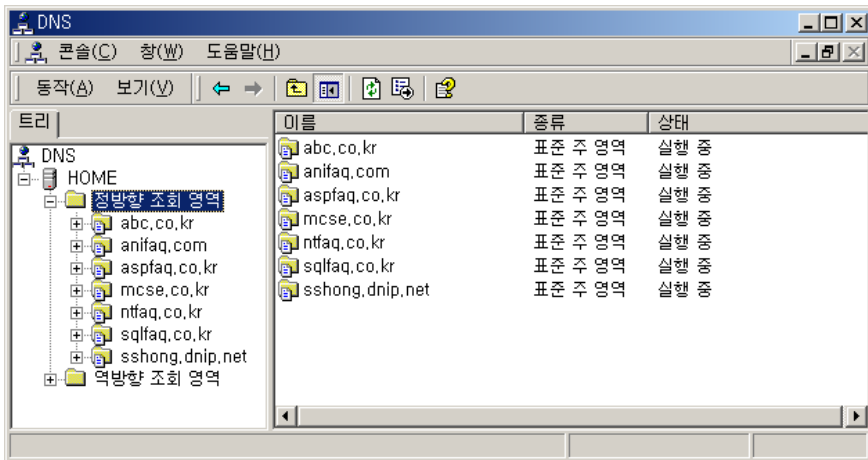 DNS
콘솔(C) 창(W) 도움말(H)
동작(A) 보기(V)
트리
DNS
HOME
정방향 조회 영역
abc.co.kr
anifaq.com
aspfaq.co.kr
mcse.co.kr
ntfaq.co.kr
sqlfaq.co.kr
sshong.dnip.net
역방향 조회 영역
이름 종류 상태
abc.co.kr 표준 주 영역 실행 중
anifaq.com 표준 주 영역 실행 중
aspfaq.co.kr 표준 주 영역 실행 중
mcse.co.kr 표준 주 영역 실행 중
ntfaq.co.kr 표준 주 영역 실행 중
sqlfaq.co.kr 표준 주 영역 실행 중
sshong.dnip.net 표준 주 영역 실행 중